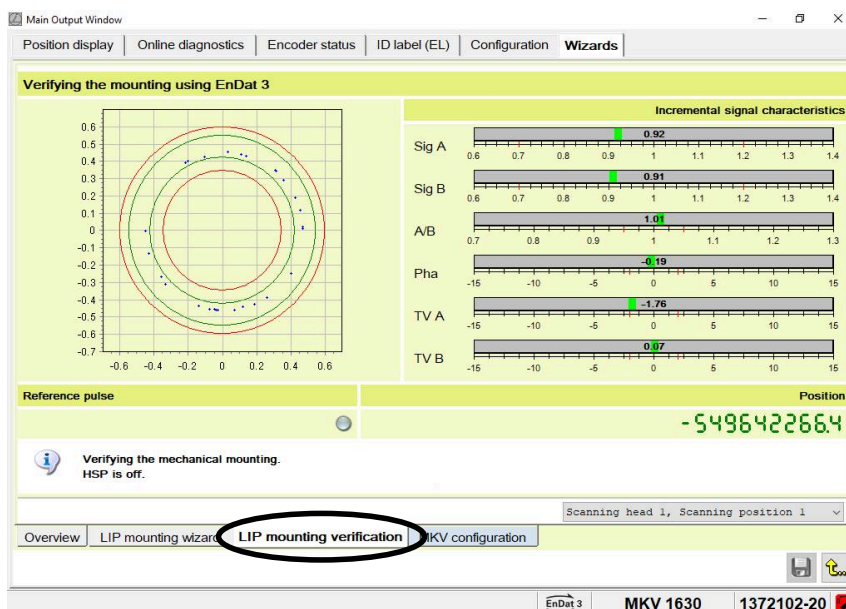 Main Output Window
Position display Online diagnostics Encoder status ID label (EL) Configuration Wizards
Verifying the mounting using EnDat 3
0.6
0.5
0.4
0.3
0.2
0.1
0
-0.1
-0.2
-0.3
-0.4
-0.5
-0.6
-0.7
-0.6 -0.4 -0.2 0 0.2 0.4 0.6
Incremental signal characteristics
Sig A 0.92
0.6 0.7 0.8 0.9 1 1.1 1.2 1.3 1.4
Sig B 0.91
0.6 0.7 0.8 0.9 1 1.1 1.2 1.3 1.4
A/B 1.01
0.7 0.8 0.9 1 1.1 1.2 1.3
Pha -0.19
-15 -10 -5 0 5 10 15
TV A -1.76
-15 -10 -5 0 5 10 15
TV B 0.07
-15 -10 -5 0 5 10 15
Reference pulse
Position
-549642266.4
Verifying the mechanical mounting.
HSP is off.
Scanning head 1, Scanning position 1
Overview LIP mounting wizard LIP mounting verification MKV configuration
EnDat 3 MKV 1630 1372102-20